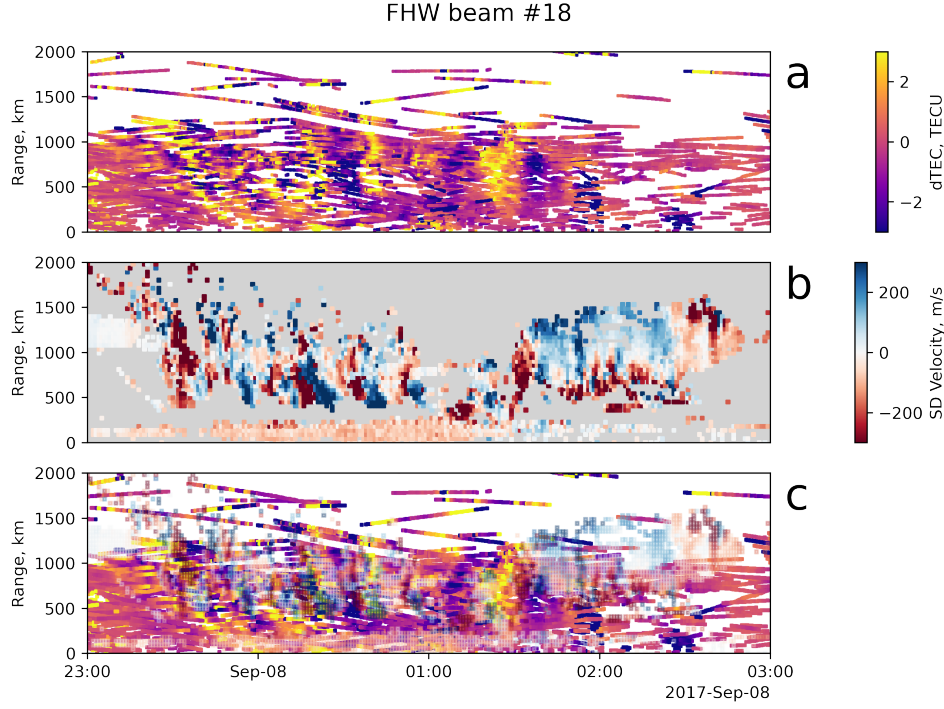 FHW beam #18
2000
1500
1000
500
0
Range, km
a
2
0
−2
dTEC, TECU
2000
1500
1000
500
0
Range, km
b
200
0
−200
SD Velocity, m/s
2000
1500
1000
500
0
Range, km
c
23:00 Sep-08 01:00 02:00 03:00
2017-Sep-08